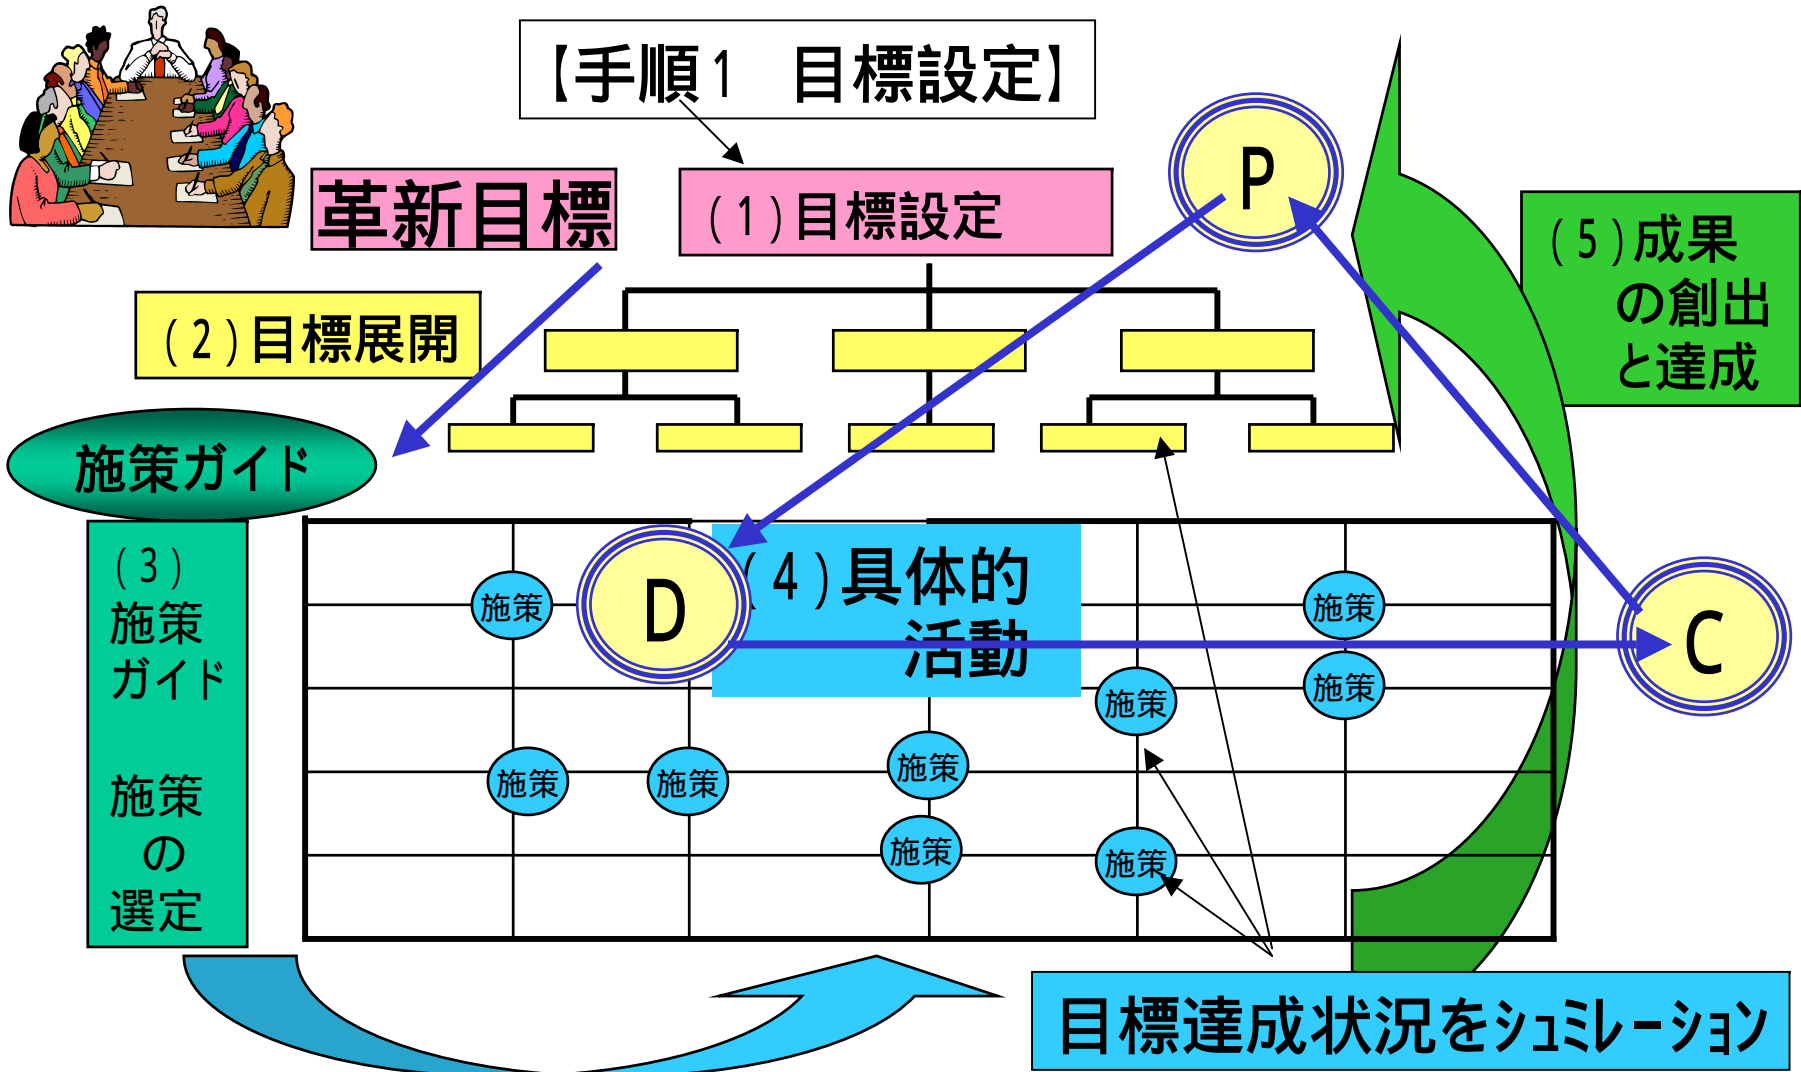 【手順1 目標設定】
革新目標
(1)目標設定
P
(5)成果
の創出
と達成
(2)目標展開
施策ガイド
(3)
施策
ガイド
施策
の
選定
D
(4)具体的
活動
C
施策
施策
施策
施策
施策
施策
施策
施策
施策
目標達成状況をシュミレーション